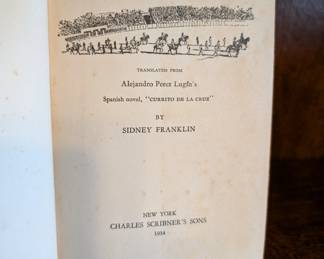 TRANSLATED FROM
Alejandro Perez Lugin's
Spanish novel, "CURRITO DE LA CRUZ"
BY
SIDNEY FRANKLIN
NEW YORK
CHARLES SCRIBNER'S SONS
1934